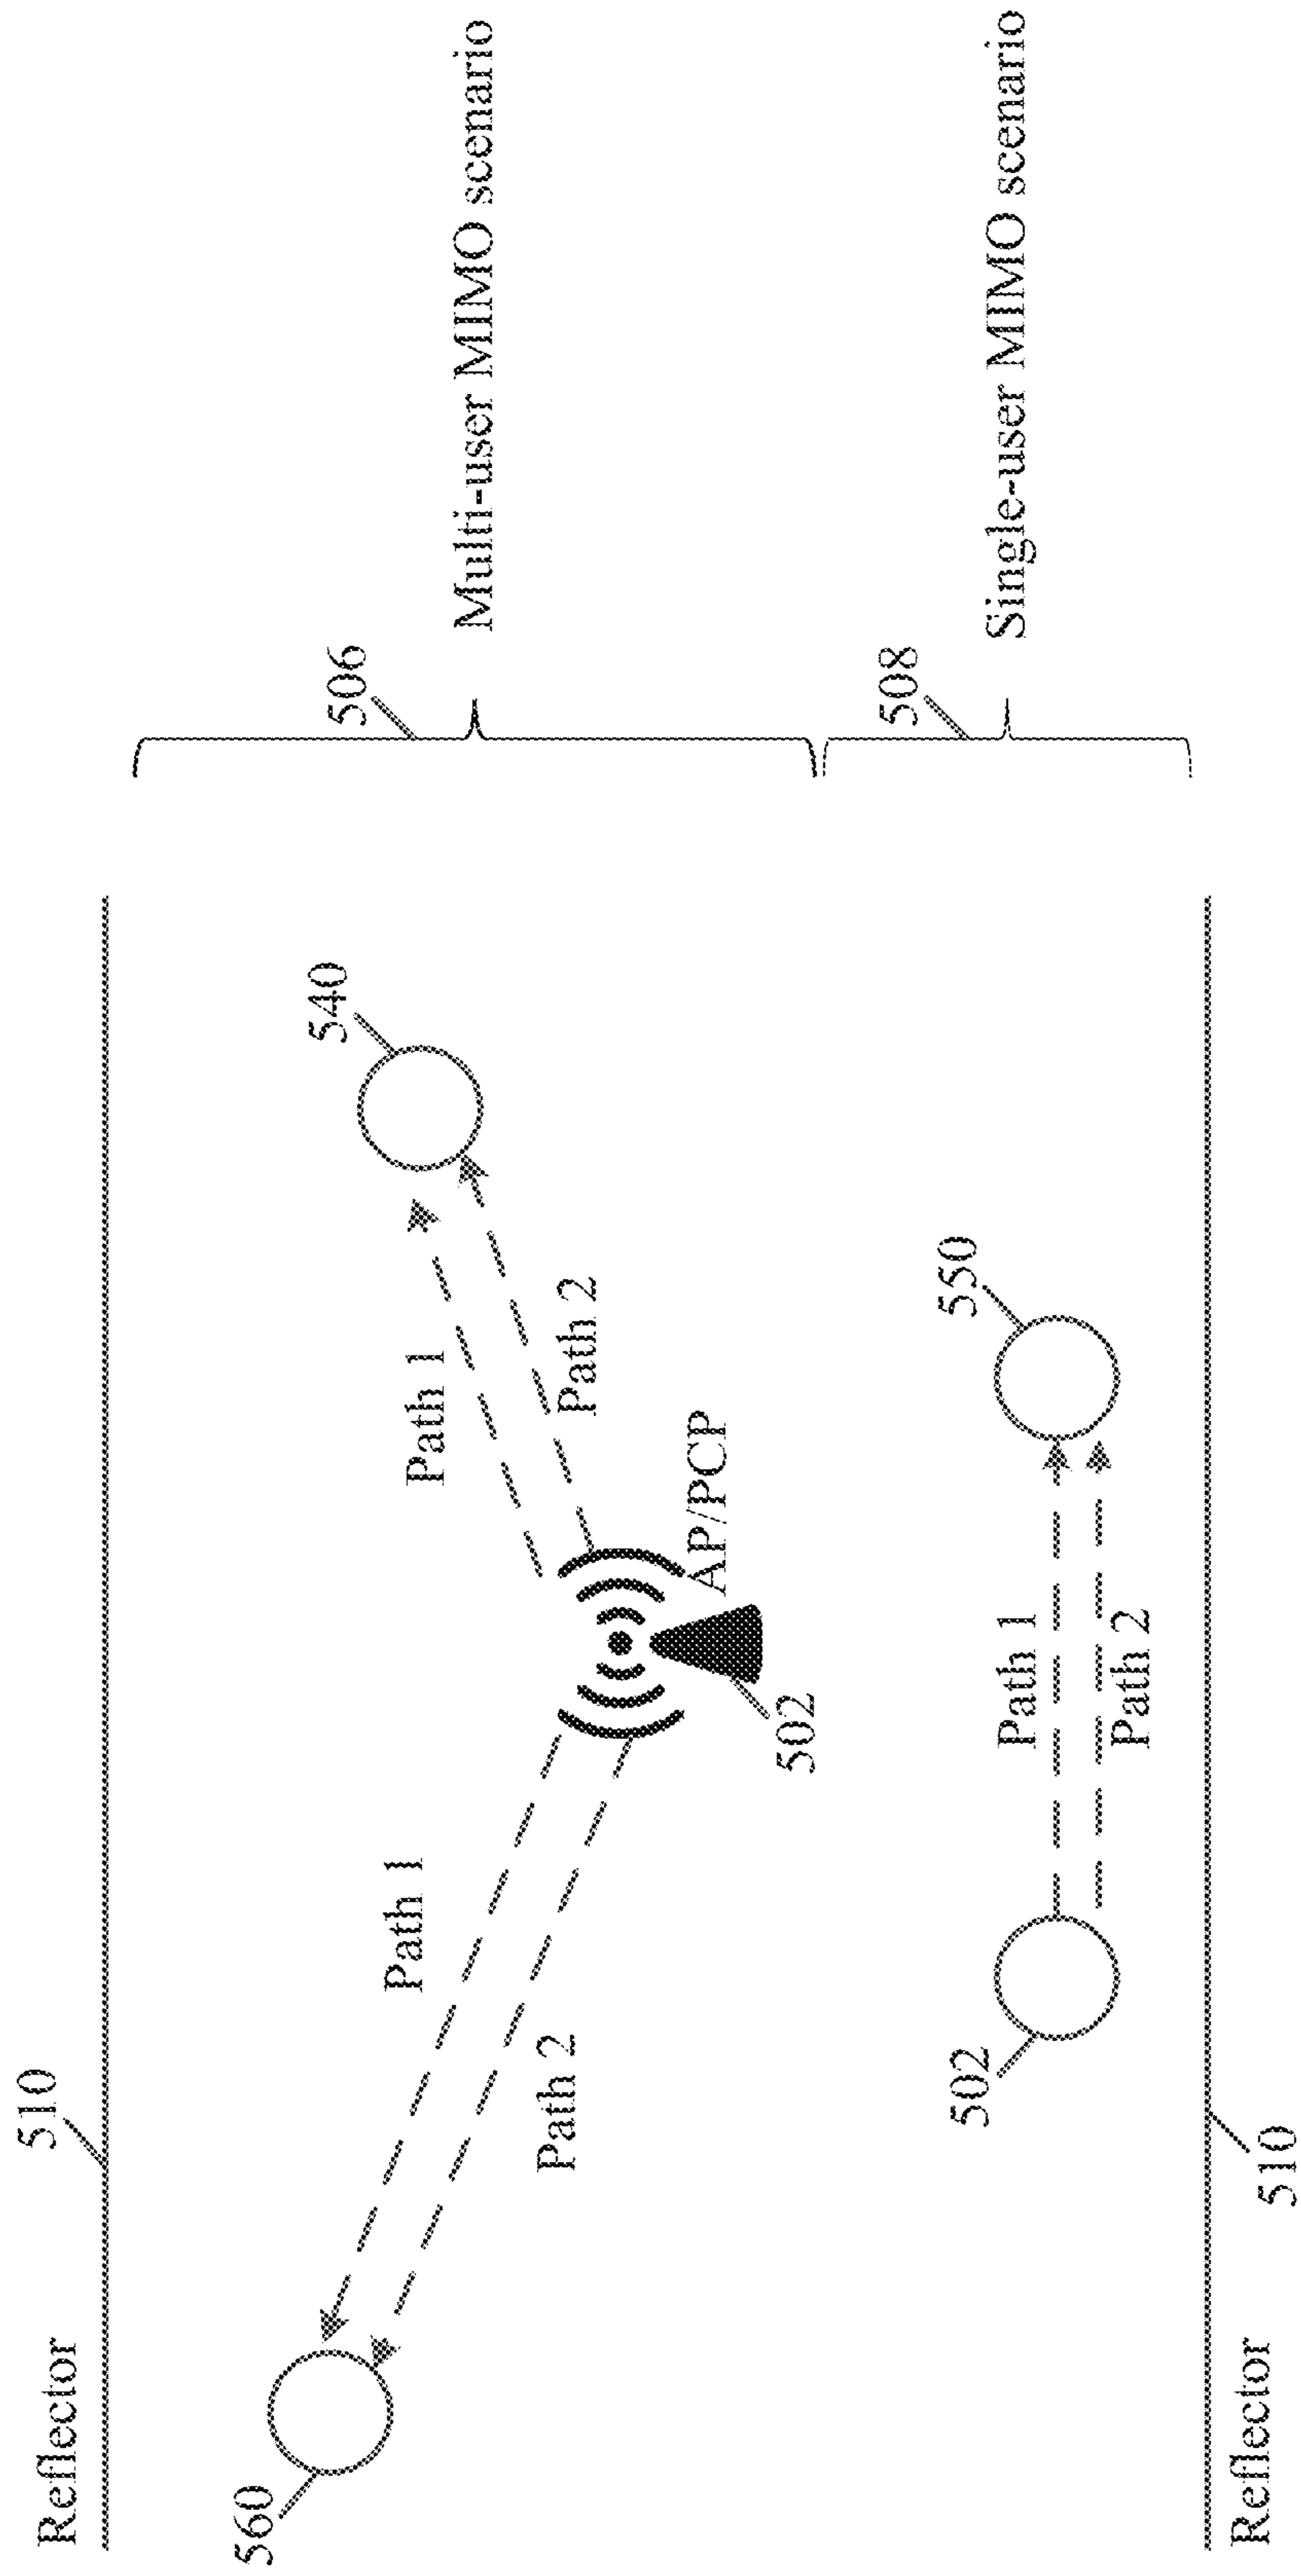 Reflector
510
560
Path 1
Path 2
540
Path 1
Path 2
AP/PCP
502
506
Multi-user MIMO scenario
502
Path 1
Path 2
550
508
Single-user MIMO scenario
Reflector
510